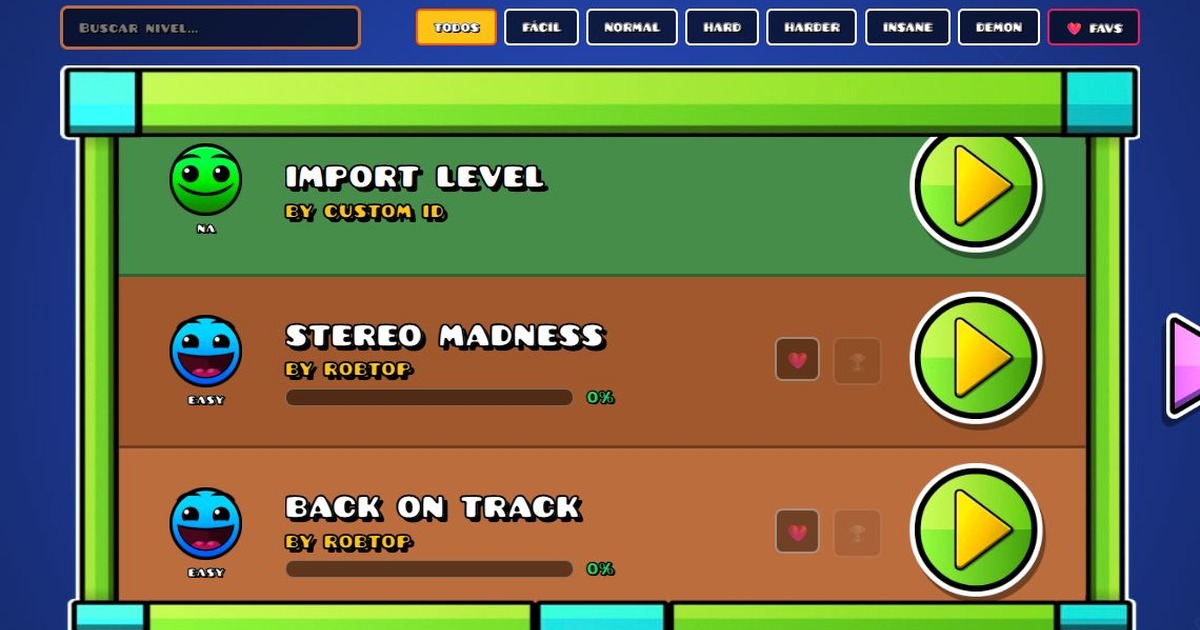 BUSCAR NIVEL...
TODOS
FÁCIL
NORMAL
HARD
HARDER
INSANE
DEMON
FAVS
IMPORT LEVEL
BY CUSTOM ID
NA
STEREO MADNESS
BY ROBTOP
0%
EASY
BACK ON TRACK
BY ROBTOP
0%
EASY